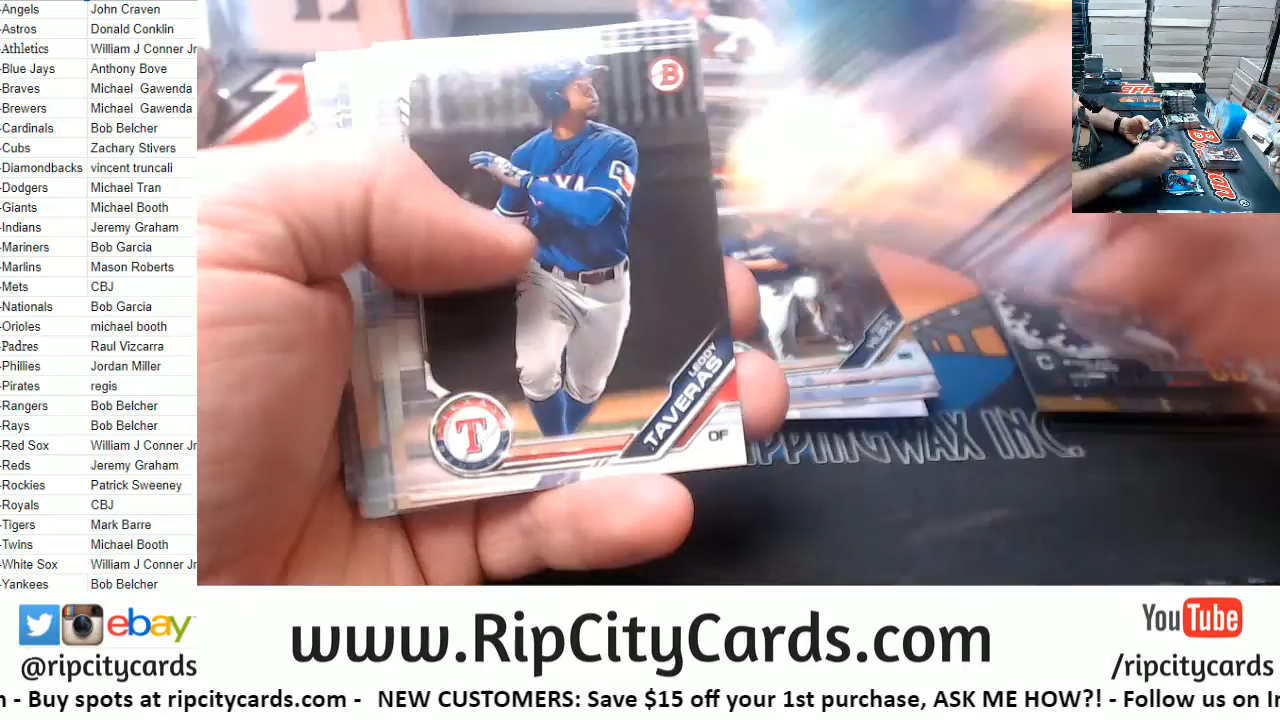 -Angels John Craven
-Astros Donald Conklin
-Athletics William J Conner Jr
-Blue Jays Anthony Bove
-Braves Michael Gawenda
-Brewers Michael Gawenda
-Cardinals Bob Belcher
-Cubs Zachary Stivers
-Diamondbacks vincent truncali
-Dodgers Michael Tran
-Giants Michael Booth
-Indians Jeremy Graham
-Mariners Bob Garcia
-Marlins Mason Roberts
-Mets CBJ
-Nationals Bob Garcia
-Orioles michael booth
-Padres Raul Vizcarra
-Phillies Jordan Miller
-Pirates regis
-Rangers Bob Belcher
-Rays Bob Belcher
-Red Sox William J Conner Jr
-Reds Jeremy Graham
-Rockies Patrick Sweeney
-Royals CBJ
-Tigers Mark Barre
-Twins Michael Booth
-White Sox William J Conner Jr
-Yankees Bob Belcher
B
LEODY
TAVERAS
OF
T
C
PPINGWAX INC.
ebay
@ripcitycards
www.RipCityCards.com
YouTube
/ripcitycards
n - Buy spots at ripcitycards.com - NEW CUSTOMERS: Save $15 off your 1st purchase, ASK ME HOW?! - Follow us on In